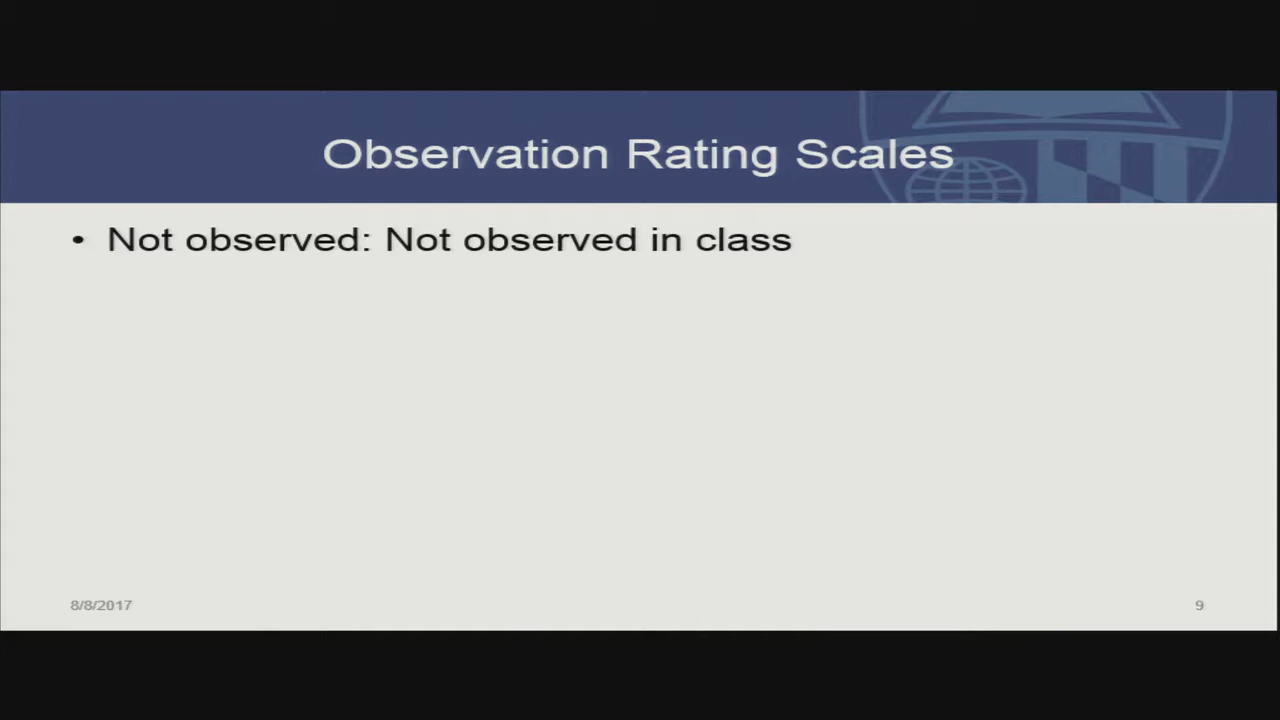 Observation Rating Scales
• Not observed: Not observed in class
8/8/2017
9